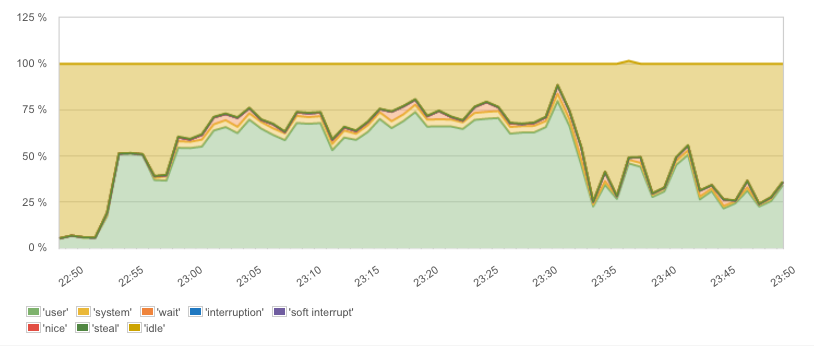 125 %
100 %
75 %
50 %
25 %
0 %
22:50 22:55 23:00 23:05 23:10 23:15 23:20 23:25 23:30 23:35 23:40 23:45 23:50
'user' 'system' 'wait' 'interruption' 'soft interrupt'
'nice' 'steal' 'idle'